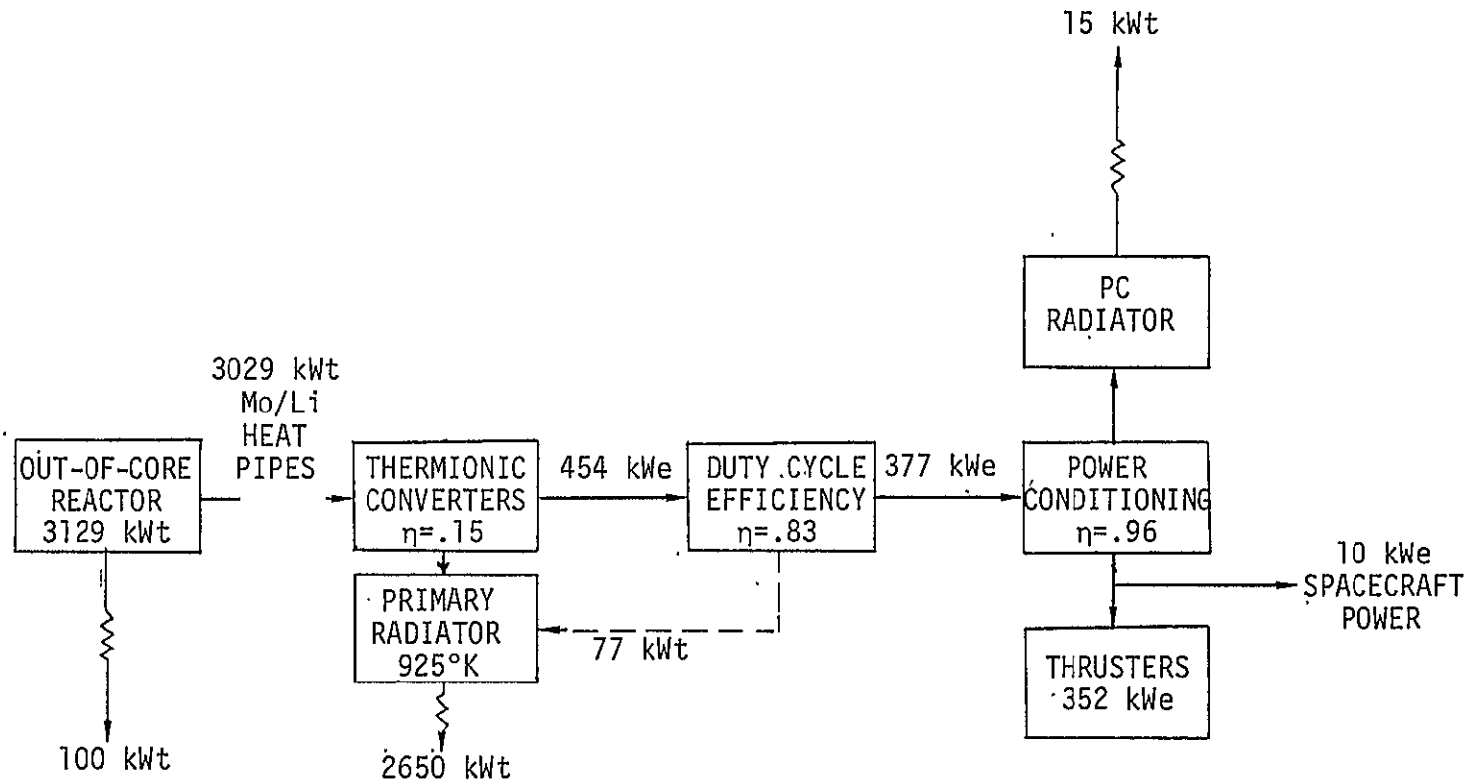 15 kWt
PC
RADIATOR
3029 kWt
Mo/Li
HEAT
PIPES
OUT-OF-CORE
REACTOR
3129 kWt
THERMIONIC
CONVERTERS
η=.15
454 kWe
DUTY CYCLE
EFFICIENCY
η=.83
377 kWe
POWER
CONDITIONING
η=.96
10 kWe
SPACECRAFT
POWER
PRIMARY
RADIATOR
925°K
77 kWt
THRUSTERS
352 kWe
100 kWt
2650 kWt